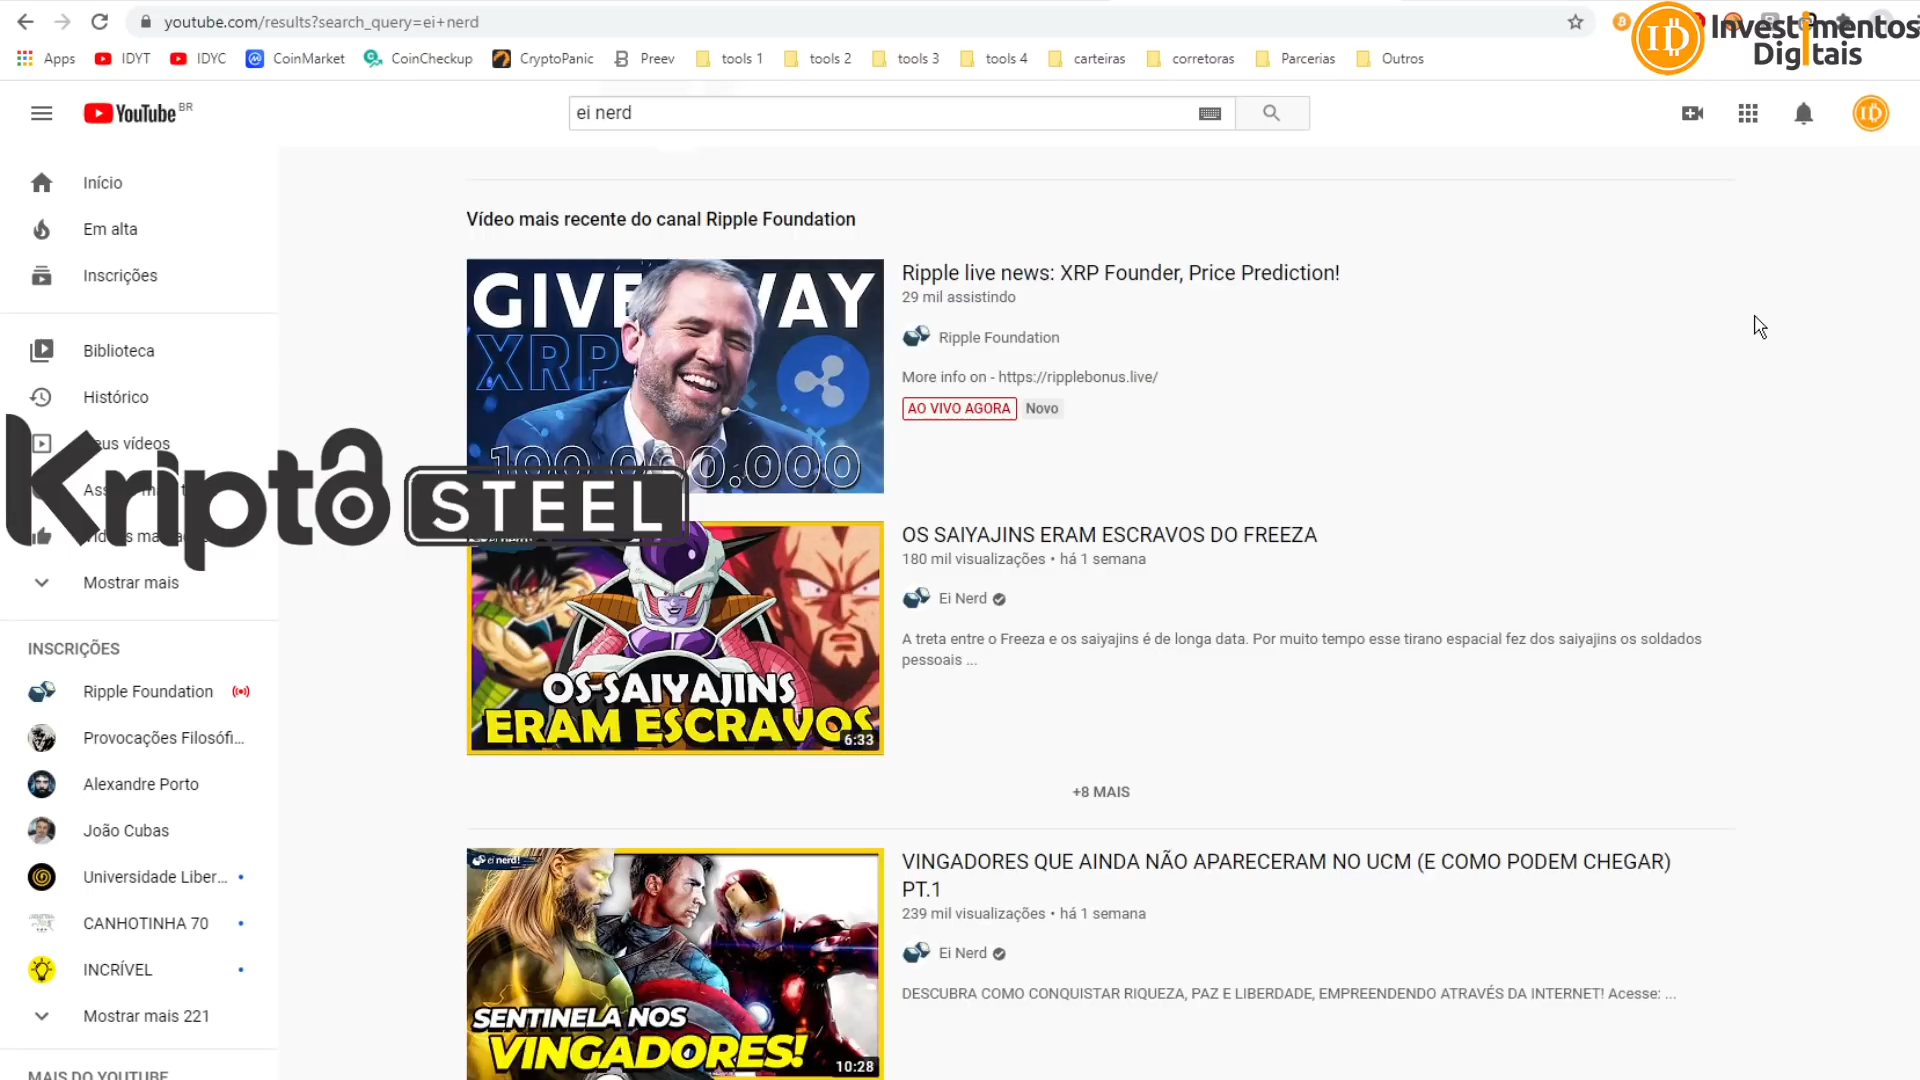 youtube.com/results?search_query=ei+nerd
Apps
IDYT
IDYC
CoinMarket
CoinCheckup
CryptoPanic
Preev
tools 1
tools 2
tools 3
tools 4
carteiras
corretoras
Parcerias
Outros
ID
Investimentos
Digitais
YouTube BR
ei nerd
ID
Início
Em alta
Inscrições
Biblioteca
Histórico
Mostrar mais
Kripto STEEL
INSCRIÇÕES
Ripple Foundation
Provocações Filosófi...
Alexandre Porto
João Cubas
Universidade Liber...
CANHOTINHA 70
INCRÍVEL
Mostrar mais 221
MAIS DO YOUTUBE
Vídeo mais recente do canal Ripple Foundation
XRP
Ripple live news: XRP Founder, Price Prediction!
29 mil assistindo
Ripple Foundation
More info on - https://ripplebonus.live/
AO VIVO AGORA
Novo
OS SAIYAJINS
ERAM ESCRAVOS
6:33
OS SAIYAJINS ERAM ESCRAVOS DO FREEZA
180 mil visualizações • há 1 semana
Ei Nerd
A treta entre o Freeza e os saiyajins é de longa data. Por muito tempo esse tirano espacial fez dos saiyajins os soldados
pessoais ...
+8 MAIS
ei nerd!
SENTINELA NOS
VINGADORES!
10:28
VINGADORES QUE AINDA NÃO APARECERAM NO UCM (E COMO PODEM CHEGAR)
PT.1
239 mil visualizações • há 1 semana
Ei Nerd
DESCUBRA COMO CONQUISTAR RIQUEZA, PAZ E LIBERDADE, EMPREENDENDO ATRAVÉS DA INTERNET! Acesse: ...